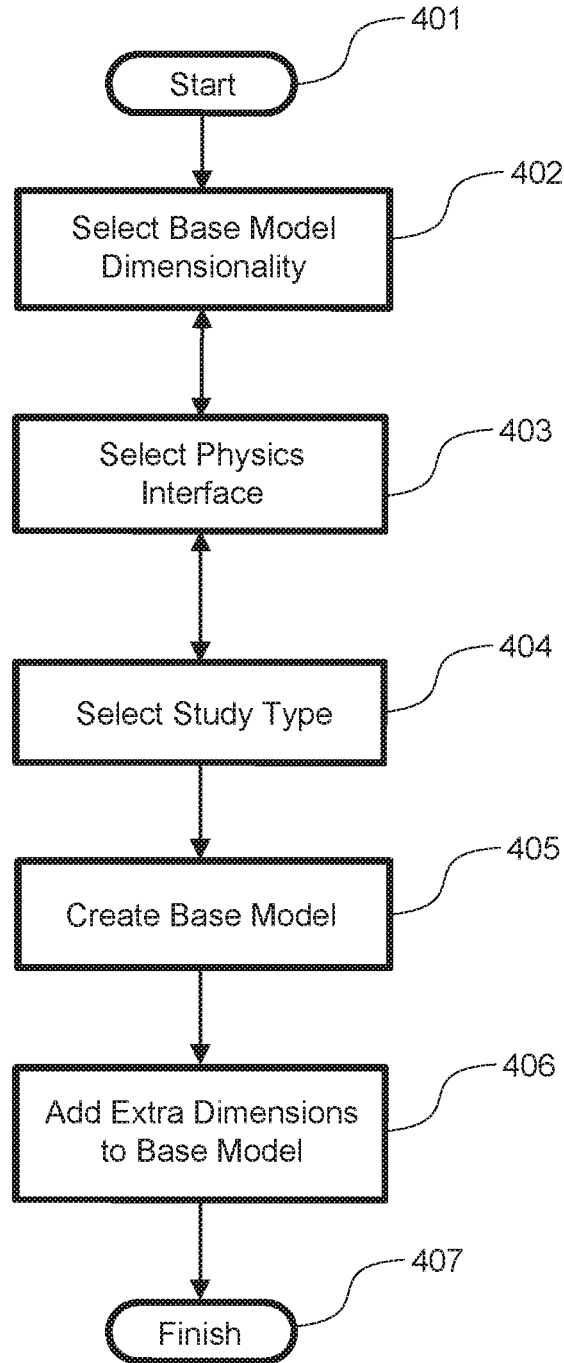 401
Start
402
Select Base Model
Dimensionality
403
Select Physics
Interface
404
Select Study Type
405
Create Base Model
406
Add Extra Dimensions
to Base Model
407
Finish